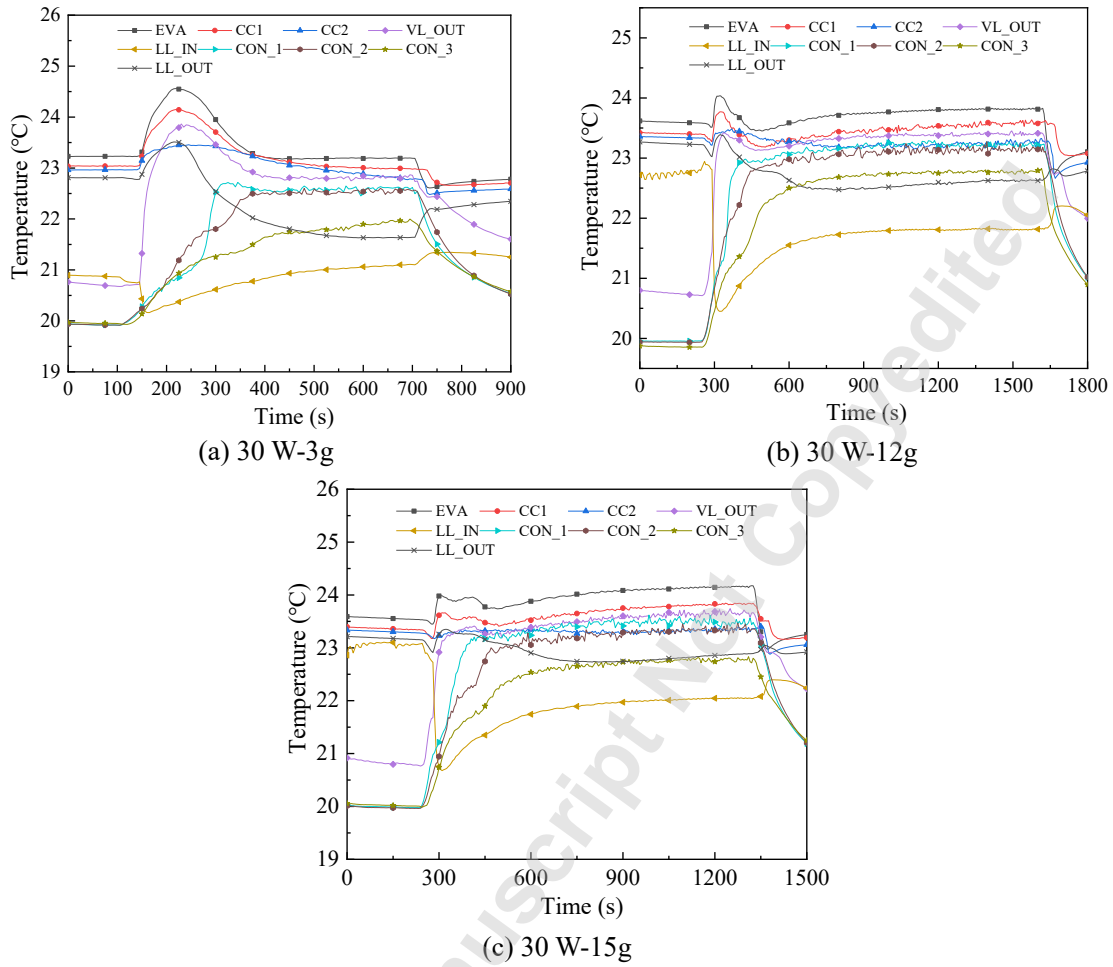 EVA CC1 CC2 VL_OUT
LL_IN CON_1 CON_2 CON_3
LL_OUT
26
25
24
23
22
21
20
19
Temperature (°C)
0 100 200 300 400 500 600 700 800 900
Time (s)
(a) 30 W-3g
EVA CC1 CC2 VL_OUT
LL_IN CON_1 CON_2 CON_3
LL_OUT
25
24
23
22
21
20
Temperature (°C)
0 300 600 900 1200 1500 1800
Time (s)
(b) 30 W-12g
EVA CC1 CC2 VL_OUT
LL_IN CON_1 CON_2 CON_3
LL_OUT
26
25
24
23
22
21
20
19
Temperature (°C)
0 300 600 900 1200 1500
Time (s)
(c) 30 W-15g
nuscript Not Copyedited